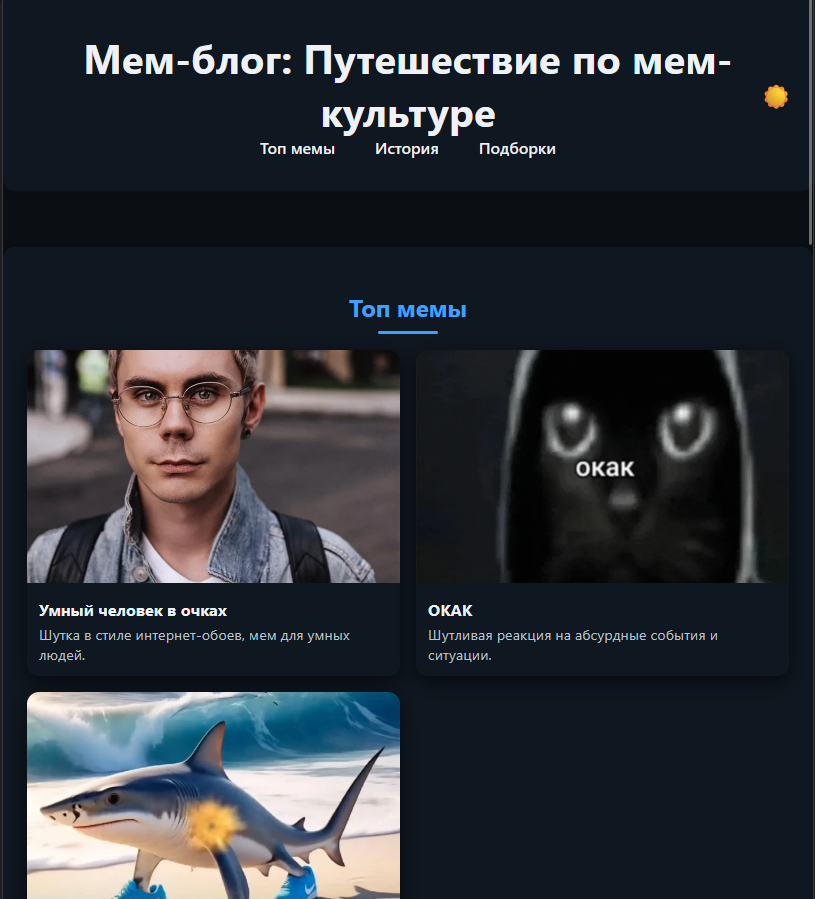 Мем-блог: Путешествие по мем-
культуре
Топ мемы История Подборки
Топ мемы
окак
Умный человек в очках
Шутка в стиле интернет-обоев, мем для умных
людей.
ОКАК
Шутливая реакция на абсурдные события и
ситуации.